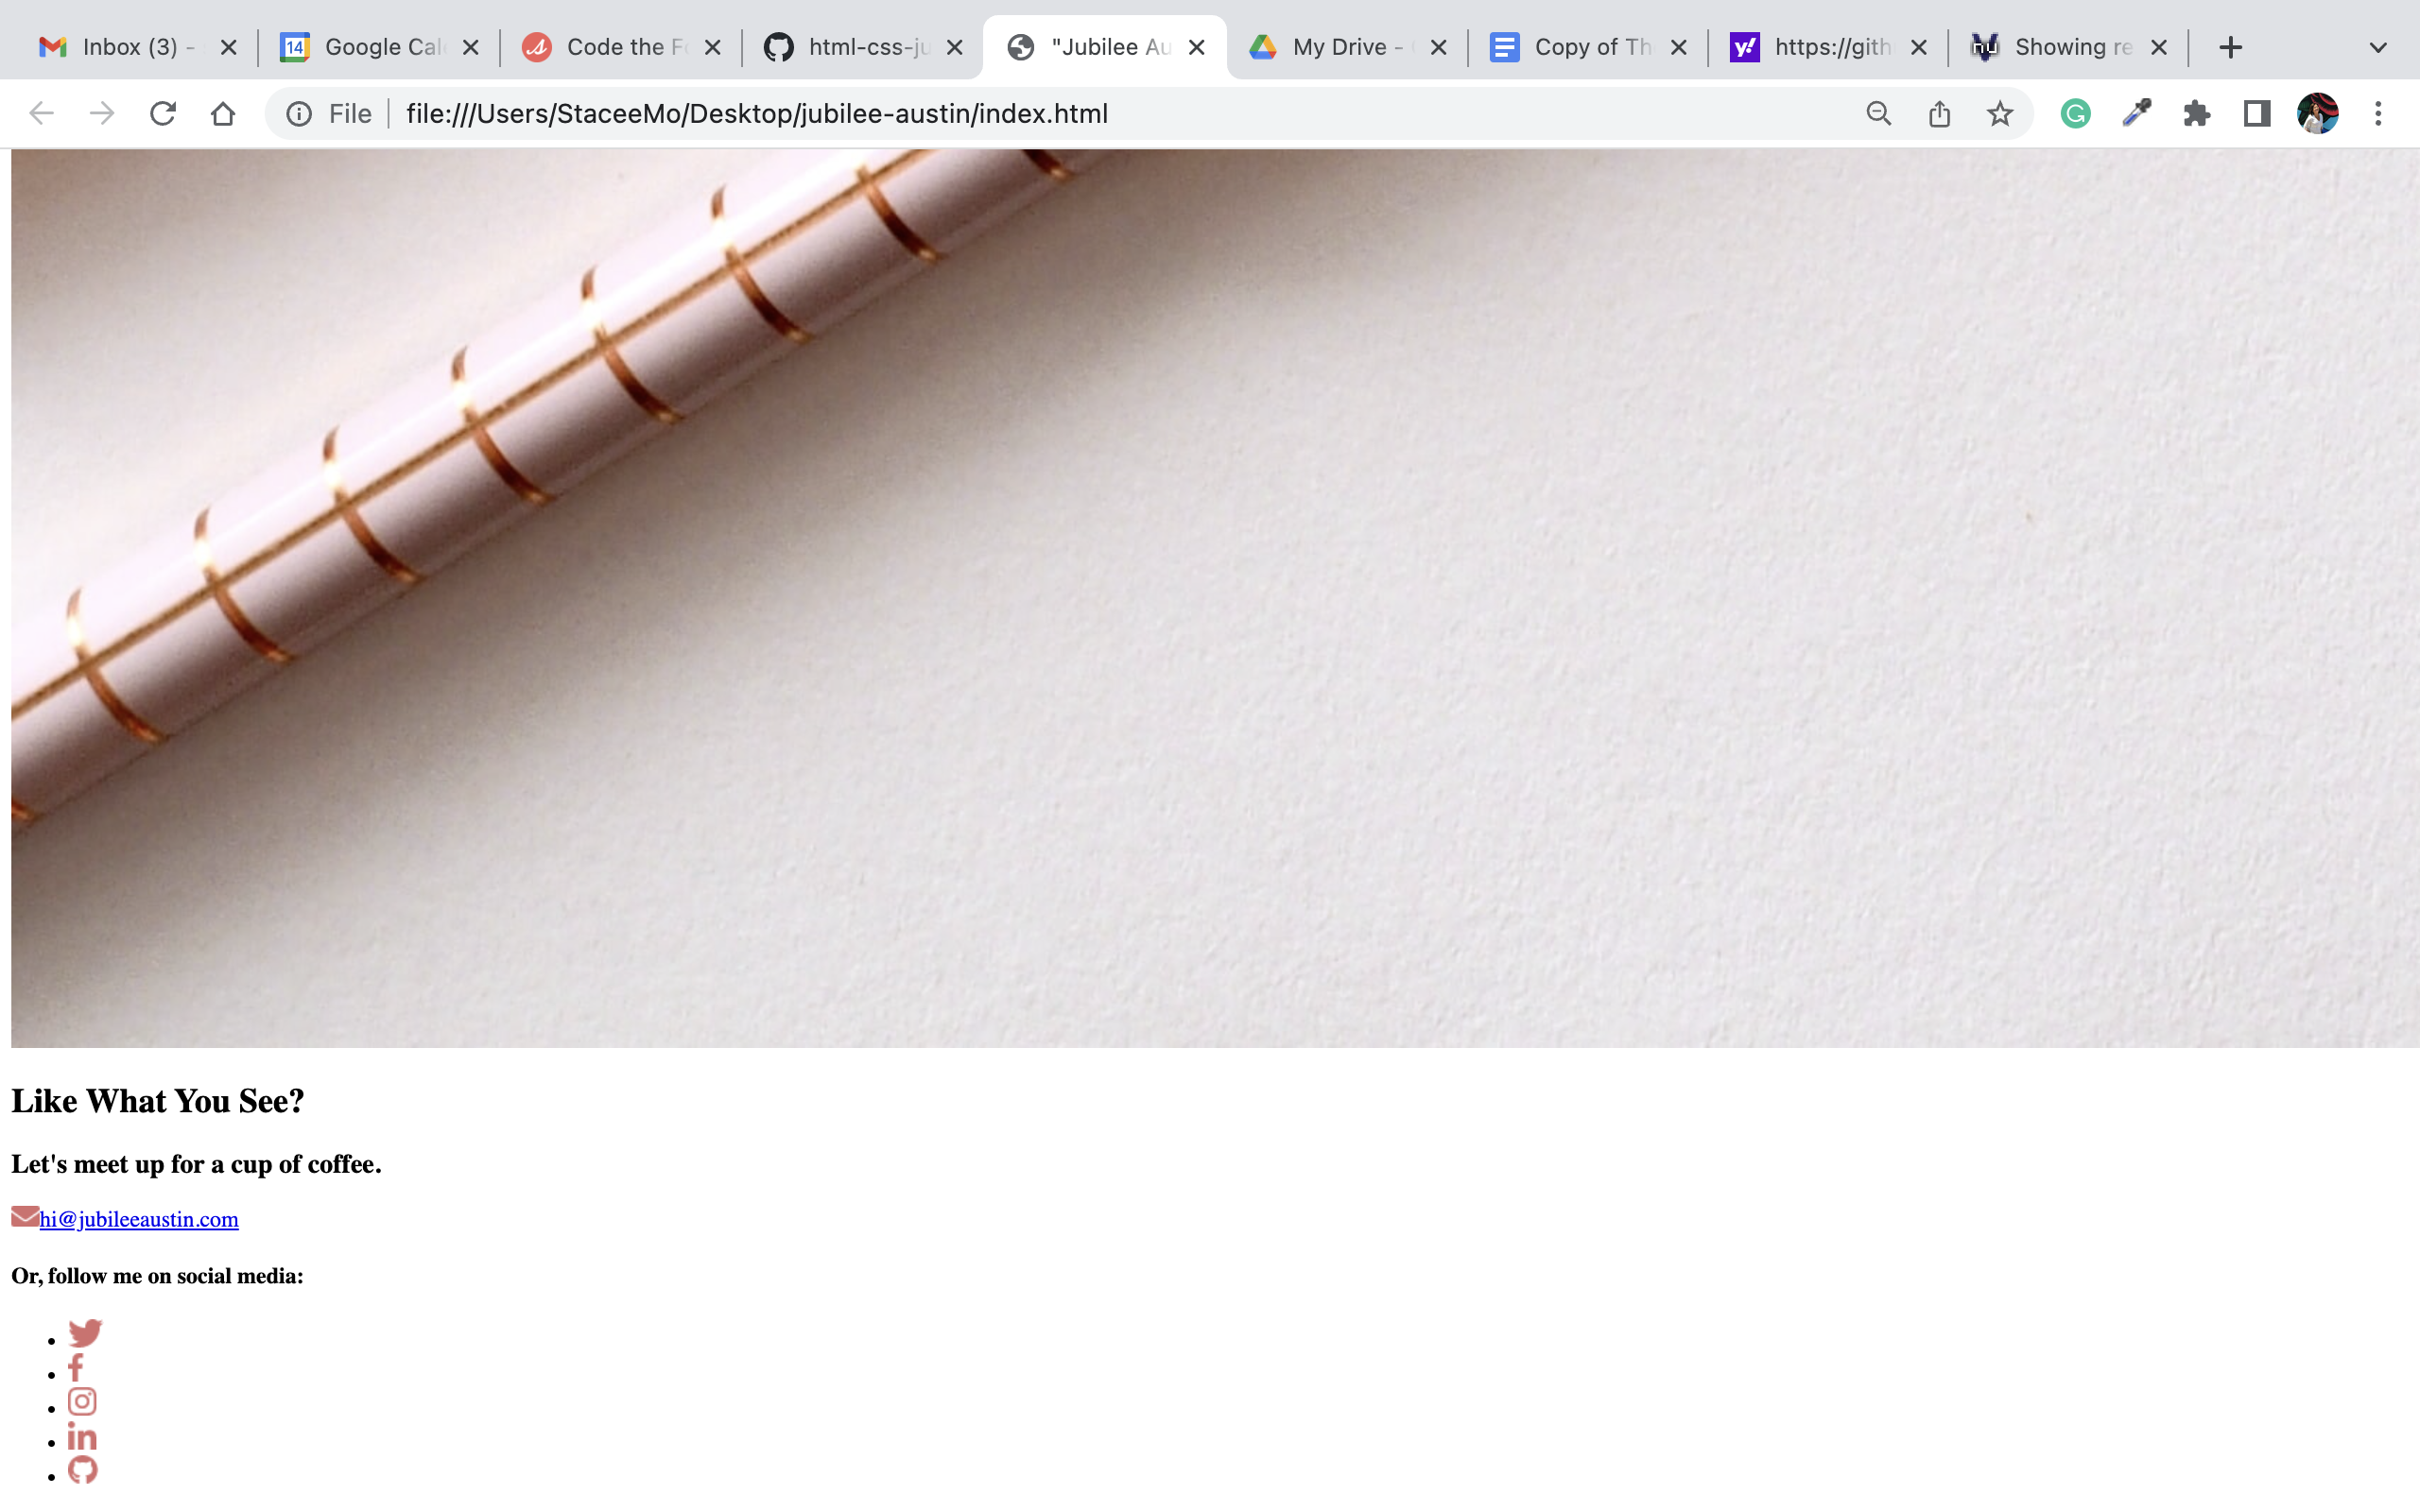 Inbox (3) -
Google Cal
Code the Fo
html-css-ju
"Jubilee Au
My Drive -
Copy of Th
https://gith
Showing re
File
file:///Users/StaceeMo/Desktop/jubilee-austin/index.html
Like What You See?
Let's meet up for a cup of coffee.
hi@jubileeaustin.com
Or, follow me on social media: